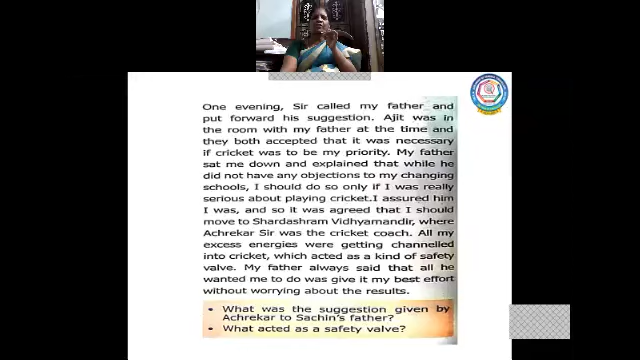 One evening, Sir called my father and
put forward his suggestion. Ajit was in
the room with my father at the time and
they both accepted that it was necessary
if cricket was to be my priority. My father
sat me down and explained that while he
did not have any objections to my changing
schools, I should do so only if I was really
serious about playing cricket.I assured him
I was, and so it was agreed that I should
move to Shardashram Vidhyamandir, where
Achrekar Sir was the cricket coach. All my
excess energies were getting channelled
into cricket, which acted as a kind of safety
valve. My father always said that all he
wanted me to do was give it my best effort
without worrying about the results.
• What was the suggestion given by
Achrekar to Sachin's father?
• What acted as a safety valve?